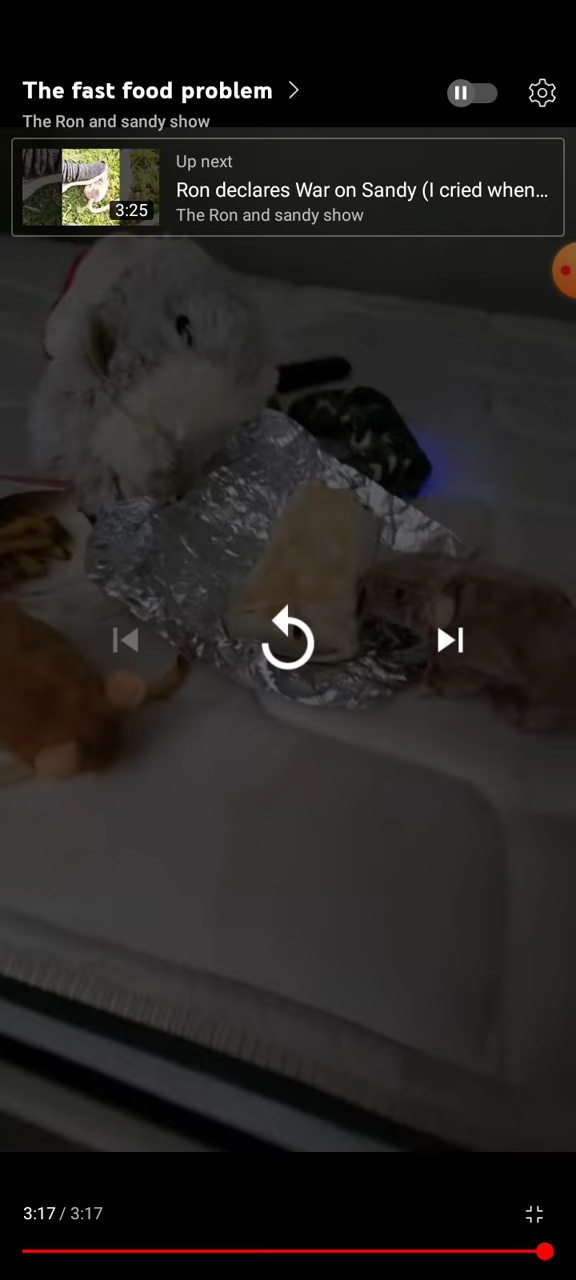 The fast food problem
The Ron and sandy show
Up next
Ron declares War on Sandy (I cried when...
The Ron and sandy show
3:25
3:17 / 3:17